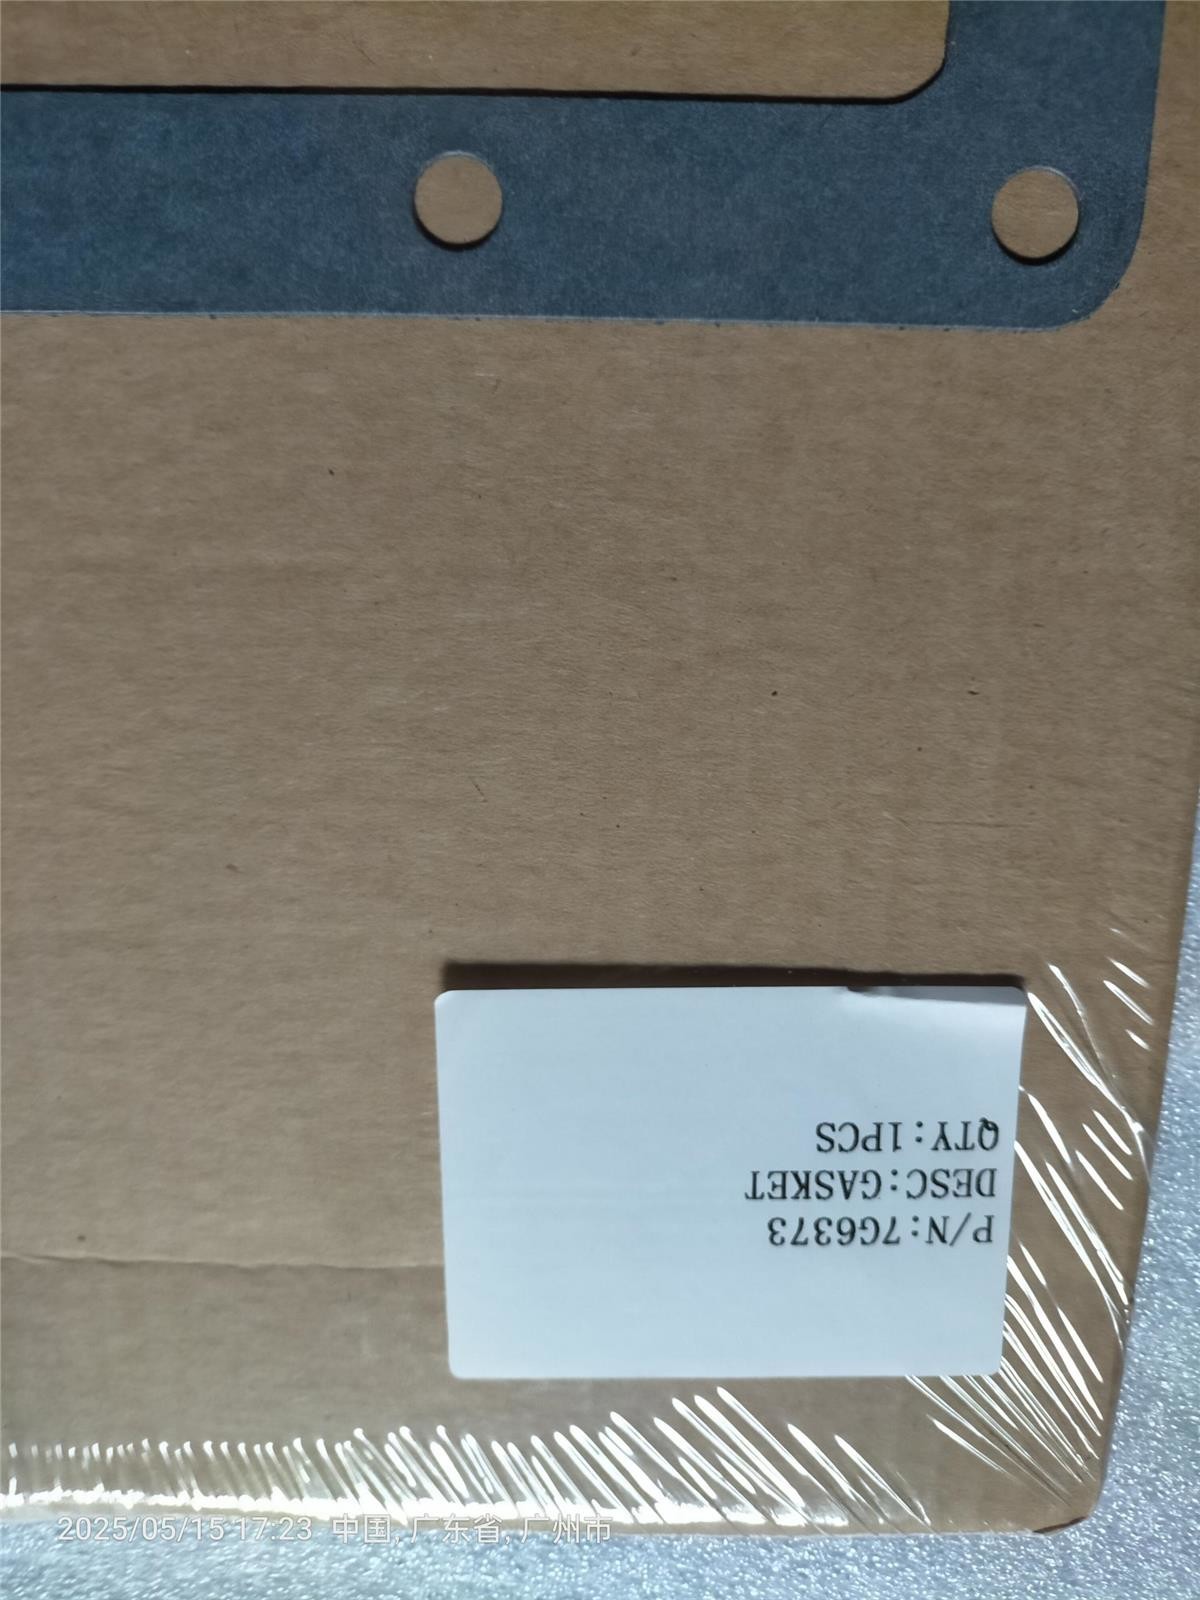 P/N:7G6373
DESC:GASKET
QTY:1PCS
2025/05/15 17:23 中国, 广东省, 广州市